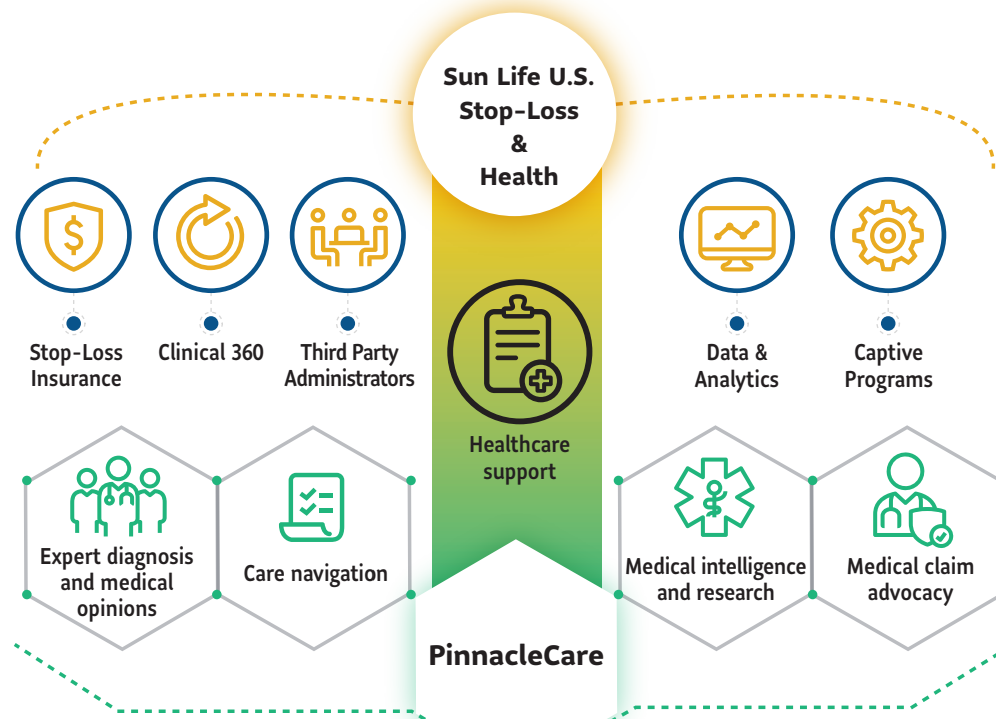 Sun Life U.S.
Stop-Loss
&
Health
$
Stop-Loss
Insurance
Clinical 360
Third Party
Administrators
Data &
Analytics
Captive
Programs
Healthcare
support
Expert diagnosis
and medical
opinions
Care navigation
Medical intelligence
and research
Medical claim
advocacy
PinnacleCare